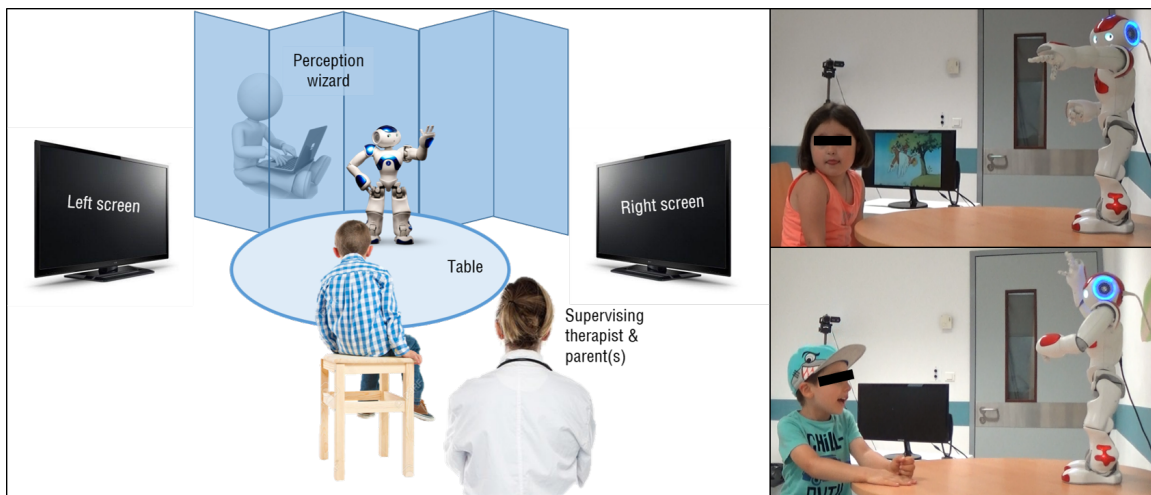 Perception
wizard
Left screen
Right screen
Table
Supervising
therapist &
parent(s)
CHiLL-